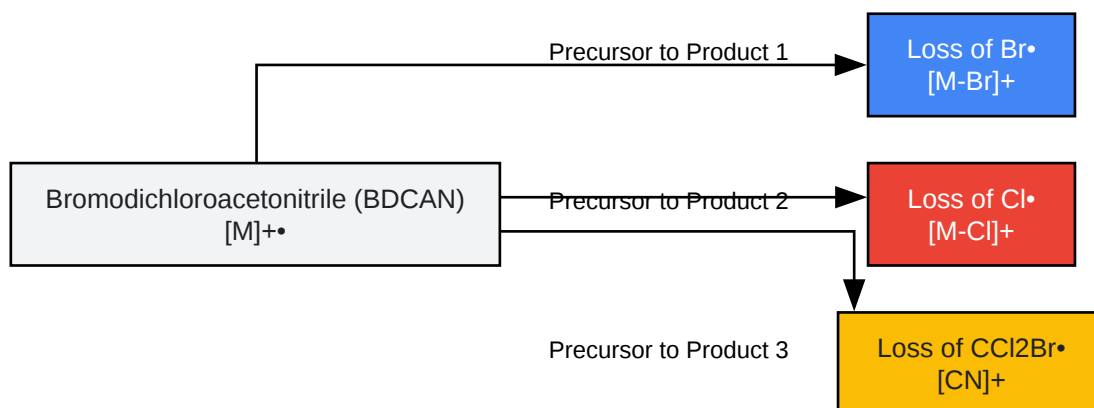 Precursor to Product 1
Loss of Br•
[M-Br]+
Bromodichloroacetonitrile (BDCAN)
[M]+•
Precursor to Product 2
Loss of Cl•
[M-Cl]+
Precursor to Product 3
Loss of CCl2Br•
[CN]+